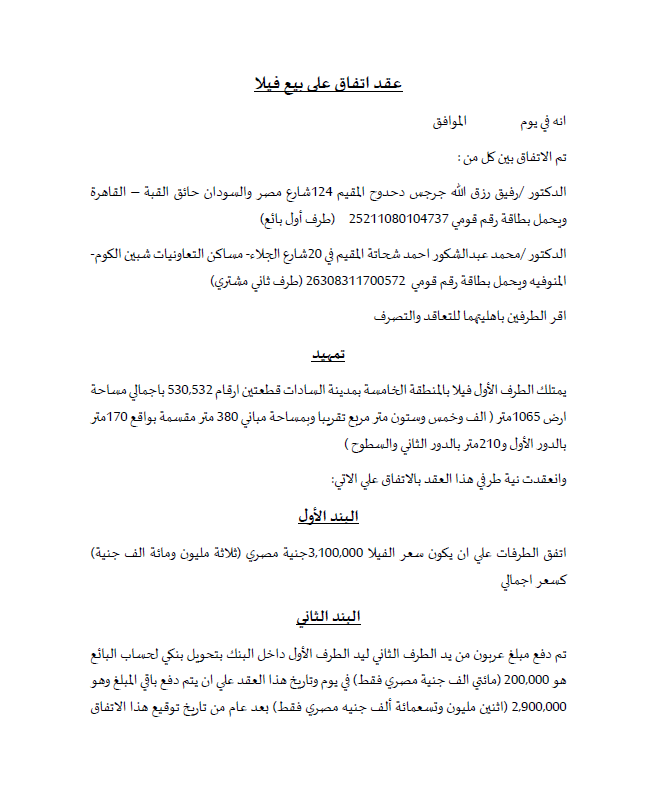 عقد اتفاق على بيع فيلا
انه في يوم الموافق
تم الاتفاق بين كل من :
الدكتور /رفيق رزق الله جرجس دحدوح المقيم 124شارع مصر والسودان حائق القبة – القاهرة
ويحمل بطاقة رقم قومي 25211080104737 (طرف أول بائع)
الدكتور /محمد عبدالشكور احمد شحاتة المقيم في 20شارع الجلاء- مساكن التعاونيات شبين الكوم-
المنوفيه ويحمل بطاقة رقم قومي 26308311700572 (طرف ثاني مشتري)
اقر الطرفين باهليتهما للتعاقد والتصرف
تمهيد
يمتلك الطرف الأول فيلا بالمنطقة الخامسة بمدينة السادات قطعتين ارقام 530,532 باجمالي مساحة
ارض 1065متر ( الف وخمس وستون متر مربع تقريبا وبمساحة مباني 380 متر مقسمة بواقع 170متر
بالدور الأول و210متر بالدور الثاني والسطوح )
وانعقدت نية طرفي هذا العقد بالاتفاق علي الاتي:
البند الأول
اتفق الطرفات علي ان يكون سعر الفيلا 3,100,000جنية مصري (ثلاثة مليون ومائة الف جنية)
كسعر اجمالي
البند الثاني
تم دفع مبلغ عربون من يد الطرف الثاني ليد الطرف الأول داخل البنك بتحويل بنكي لحساب البائع
هو 200,000 (مائتي الف جنية مصري فقط) في يوم وتاريخ هذا العقد علي ان يتم دفع باقي المبلغ وهو
2,900,000 (اثنين مليون وتسعمائة ألف جنيه مصري فقط) بعد عام من تاريخ توقيع هذا الاتفاق